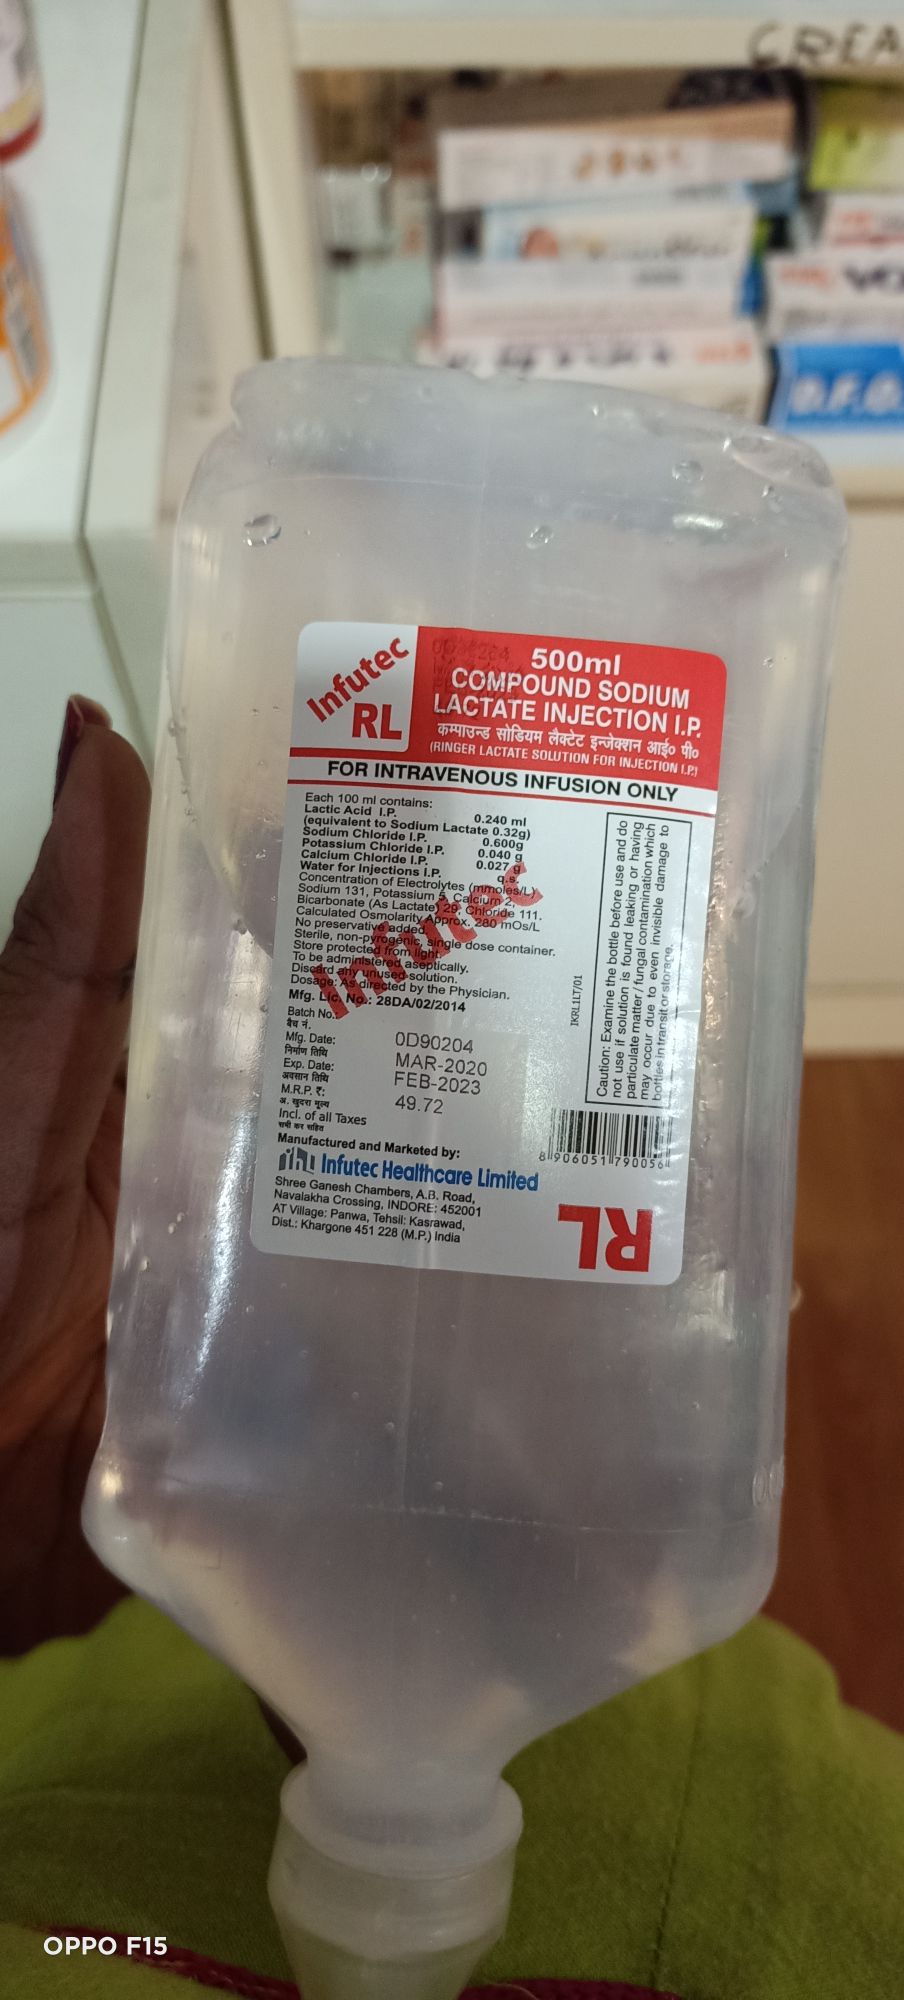 CREA
D.F.O.
Infutec
RL
500ml
COMPOUND SODIUM
LACTATE INJECTION I.P.
कम्पाउन्ड सोडियम लैक्टेट इन्जेक्शन आई० पी०
(RINGER LACTATE SOLUTION FOR INJECTION I.P.)
FOR INTRAVENOUS INFUSION ONLY
Each 100 ml contains:
Lactic Acid I.P. 0.240 ml
(equivalent to Sodium Lactate 0.32g)
Sodium Chloride I.P. 0.600g
Potassium Chloride I.P. 0.040 g
Calcium Chloride I.P. 0.027 g
Water for Injections I.P. q.s.
Concentration of Electrolytes (mmoles/L)
Sodium 131, Potassium 5, Calcium 2,
Bicarbonate (As Lactate) 29, Chloride 111.
Calculated Osmolarity Approx. 280 mOs/L
No preservative added.
Sterile, non-pyrogenic, single dose container.
Store protected from light.
To be administered aseptically.
Discard any unused solution.
Dosage: As directed by the Physician.
Infutec
Mfg. Lic. No.: 28DA/02/2014
Batch No.: 0D90204
बैच नं.
Mfg. Date: MAR-2020
निर्माण तिथि
Exp. Date: FEB-2023
अवसान तिथि
M.R.P. ₹: 49.72
अ. खुदरा मूल्य
Incl. of all Taxes
सभी कर सहित
Manufactured and Marketed by:
Infutec Healthcare Limited
Shree Ganesh Chambers, A.B. Road,
Navalakha Crossing, INDORE: 452001
AT Village: Panwa, Tehsil: Kasrawad,
Dist.: Khargone 451 228 (M.P.) India
IKRL1LT/01
Caution: Examine the bottle before use and do
not use if solution is found leaking or having
particulate matter / fungal contamination which
may occur due to even invisible damage to
bottles in transit or storage.
8 906051 790056
RL
OPPO F15